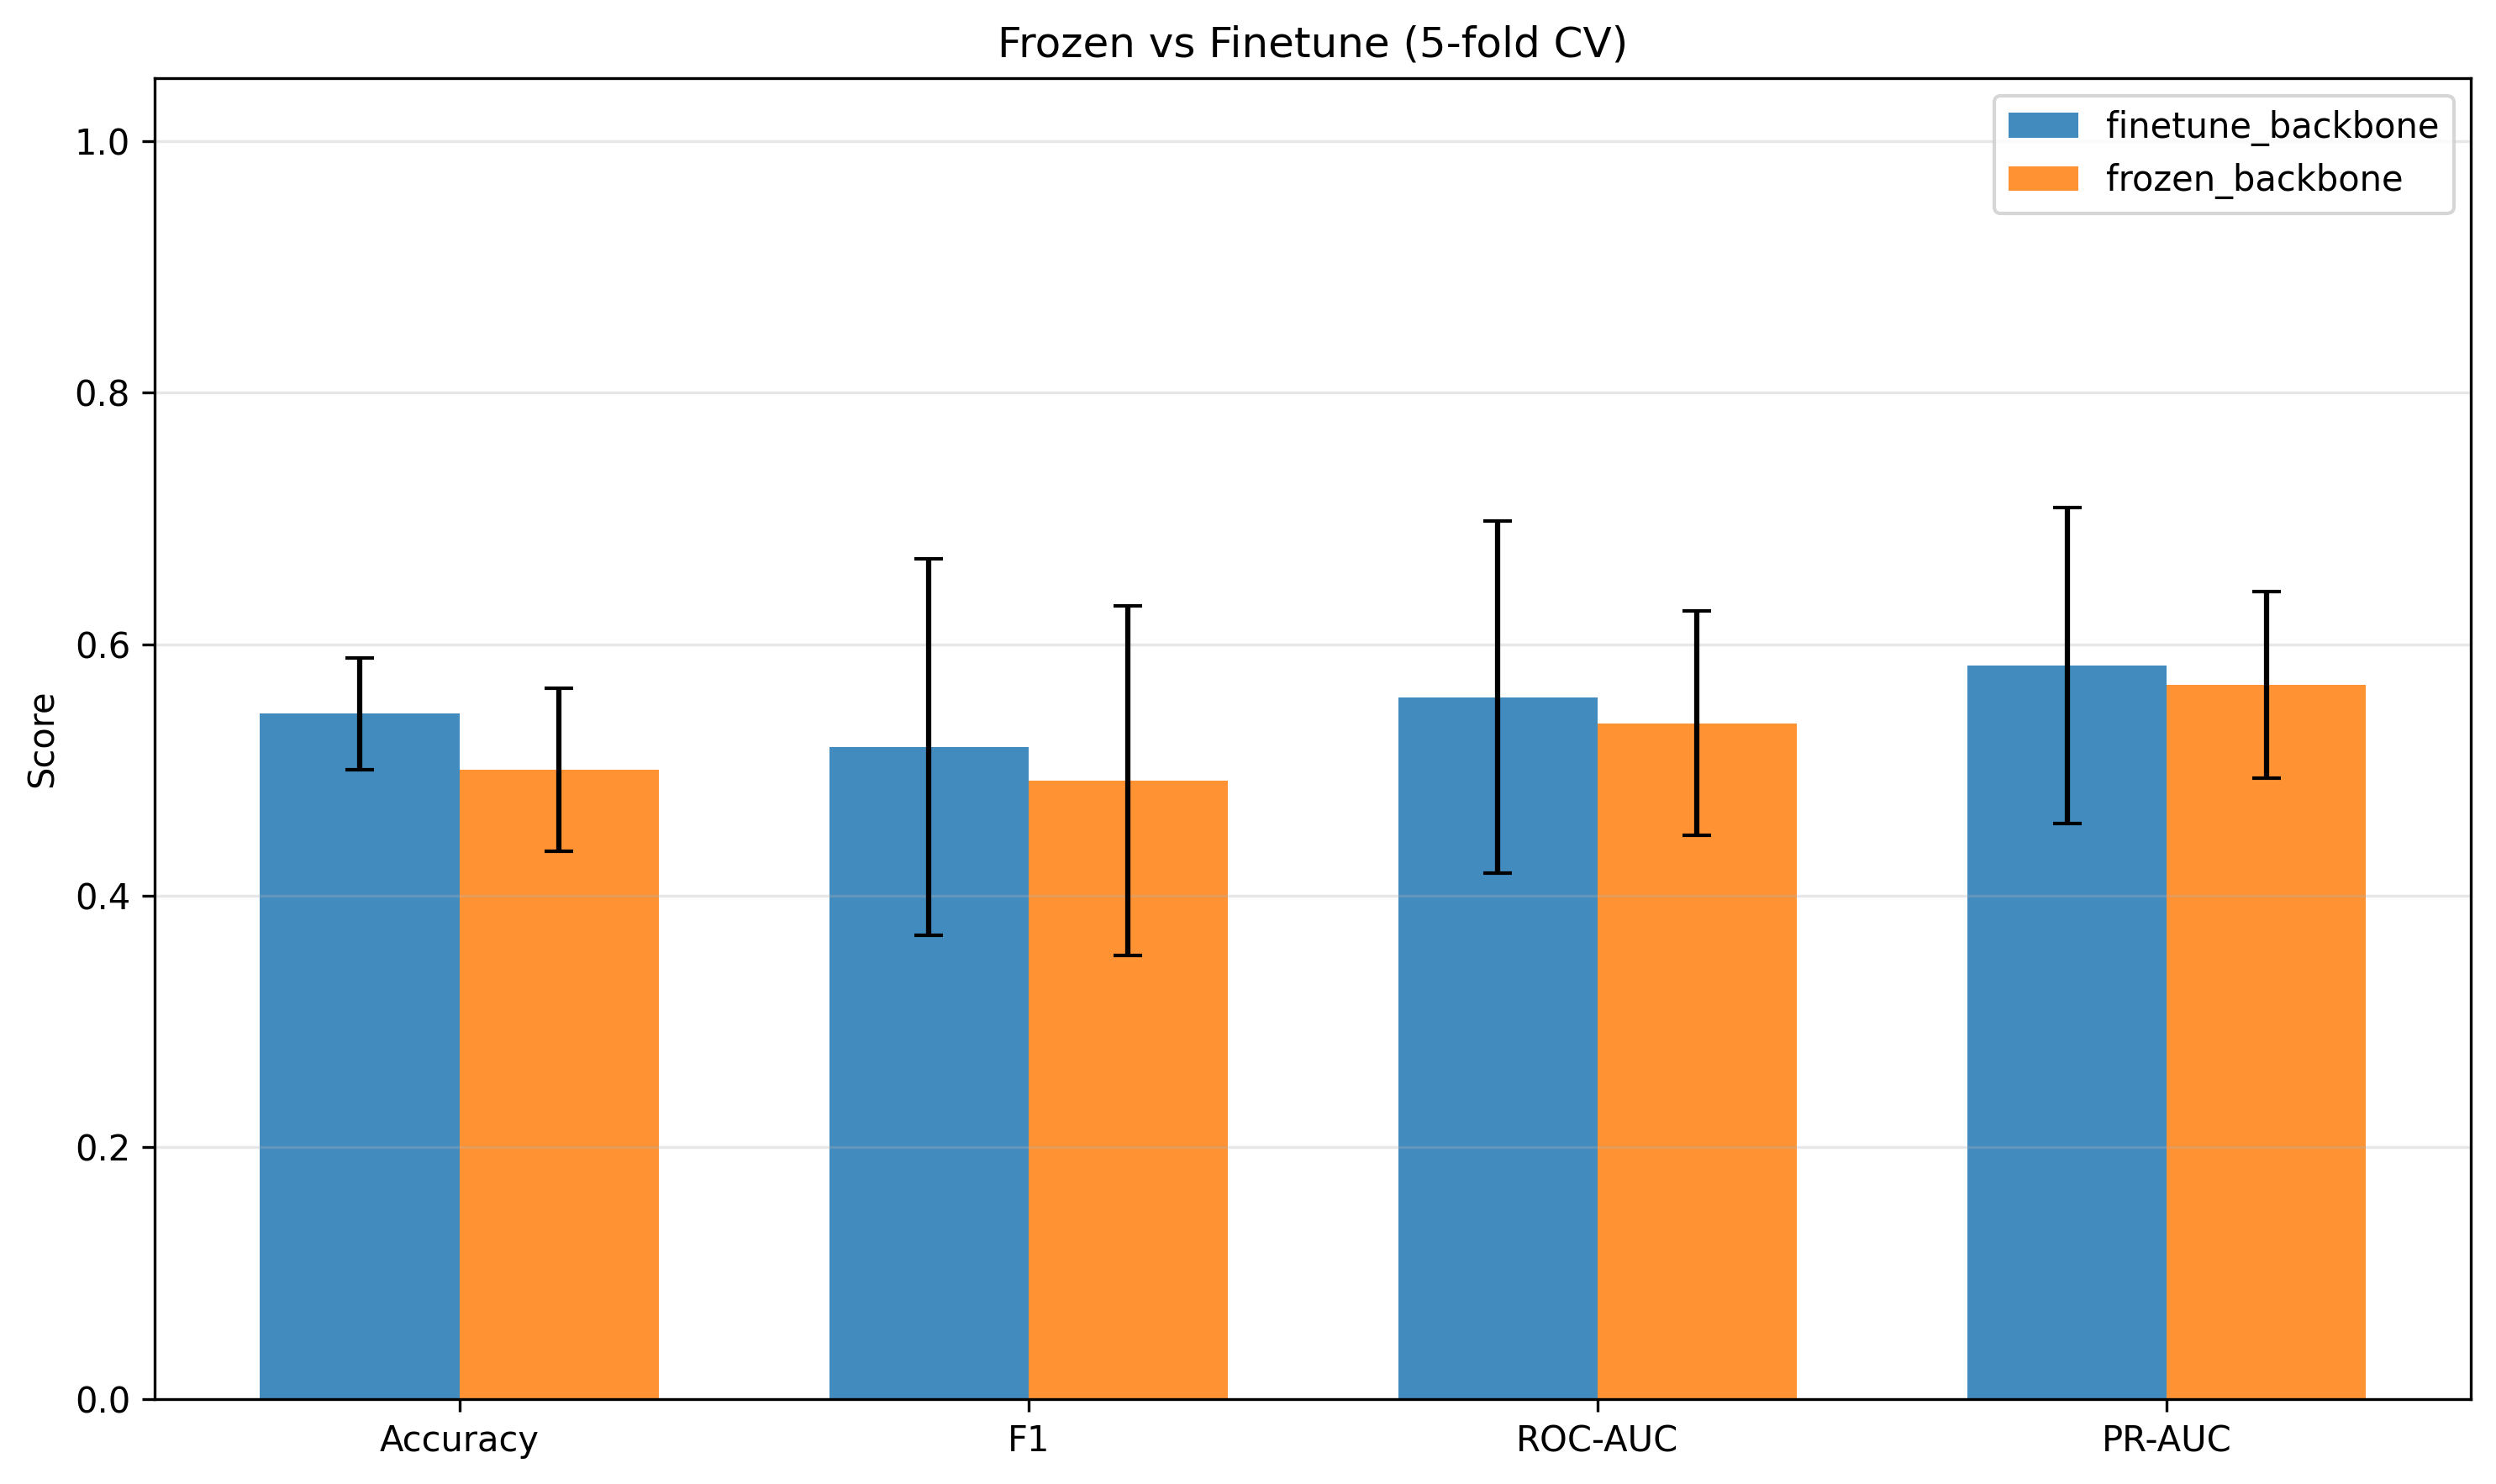 Frozen vs Finetune (5-fold CV)
finetune_backbone
frozen_backbone
Score
1.0
0.8
0.6
0.4
0.2
0.0
Accuracy
F1
ROC-AUC
PR-AUC